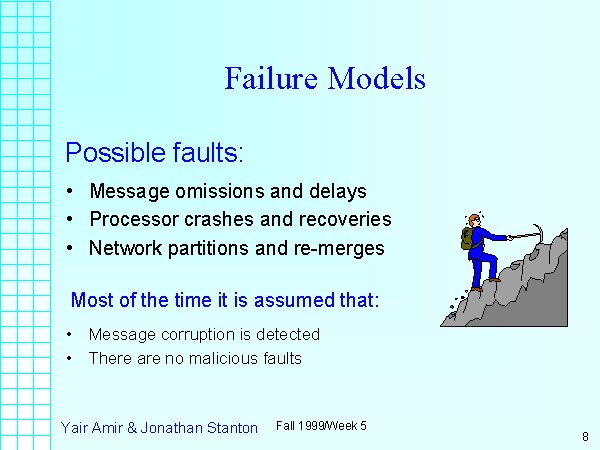 Failure Models
Possible faults:
• Message omissions and delays
• Processor crashes and recoveries
• Network partitions and re-merges
Most of the time it is assumed that:
• Message corruption is detected
• There are no malicious faults
Yair Amir & Jonathan Stanton Fall 1999/Week 5
8